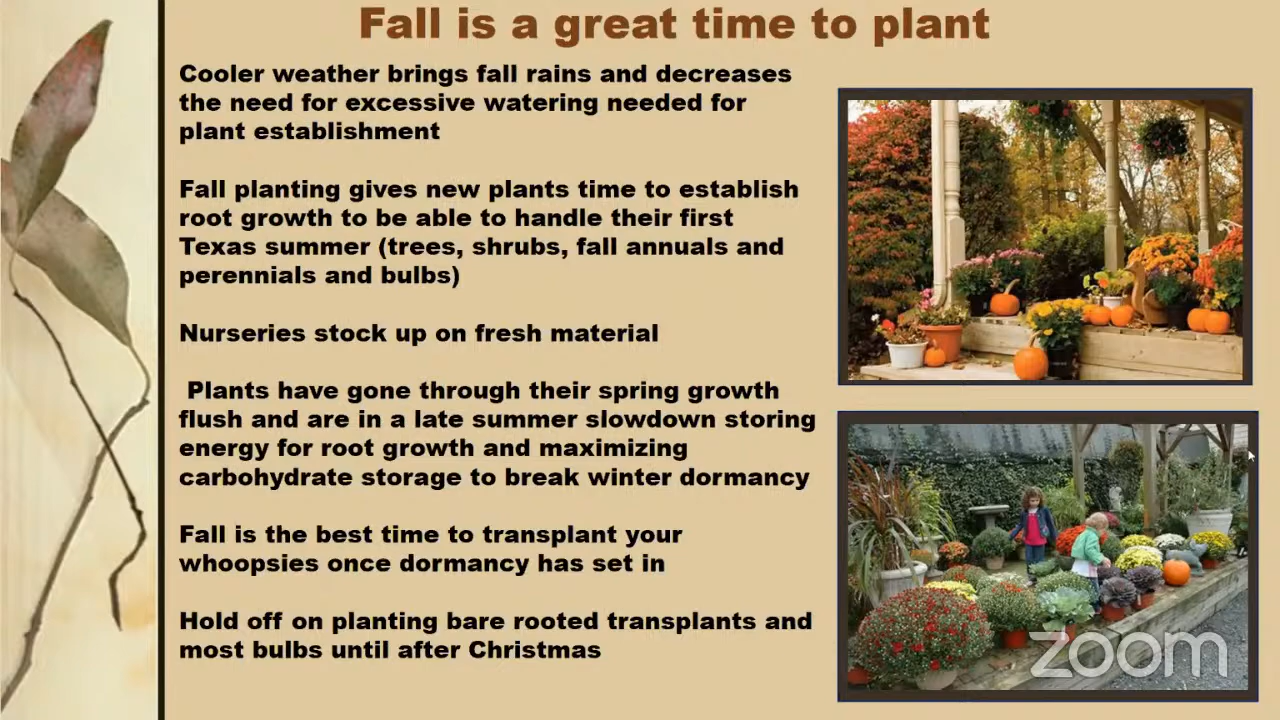 Fall is a great time to plant
Cooler weather brings fall rains and decreases
the need for excessive watering needed for
plant establishment
Fall planting gives new plants time to establish
root growth to be able to handle their first
Texas summer (trees, shrubs, fall annuals and
perennials and bulbs)
Nurseries stock up on fresh material
Plants have gone through their spring growth
flush and are in a late summer slowdown storing
energy for root growth and maximizing
carbohydrate storage to break winter dormancy
Fall is the best time to transplant your
whoopsies once dormancy has set in
Hold off on planting bare rooted transplants and
most bulbs until after Christmas
zoom